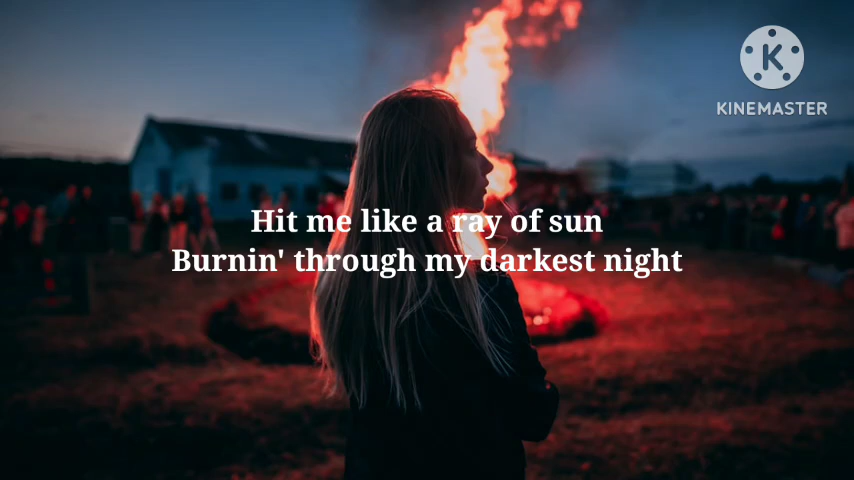 KINEMASTER
Hit me like a ray of sun
Burnin' through my darkest night